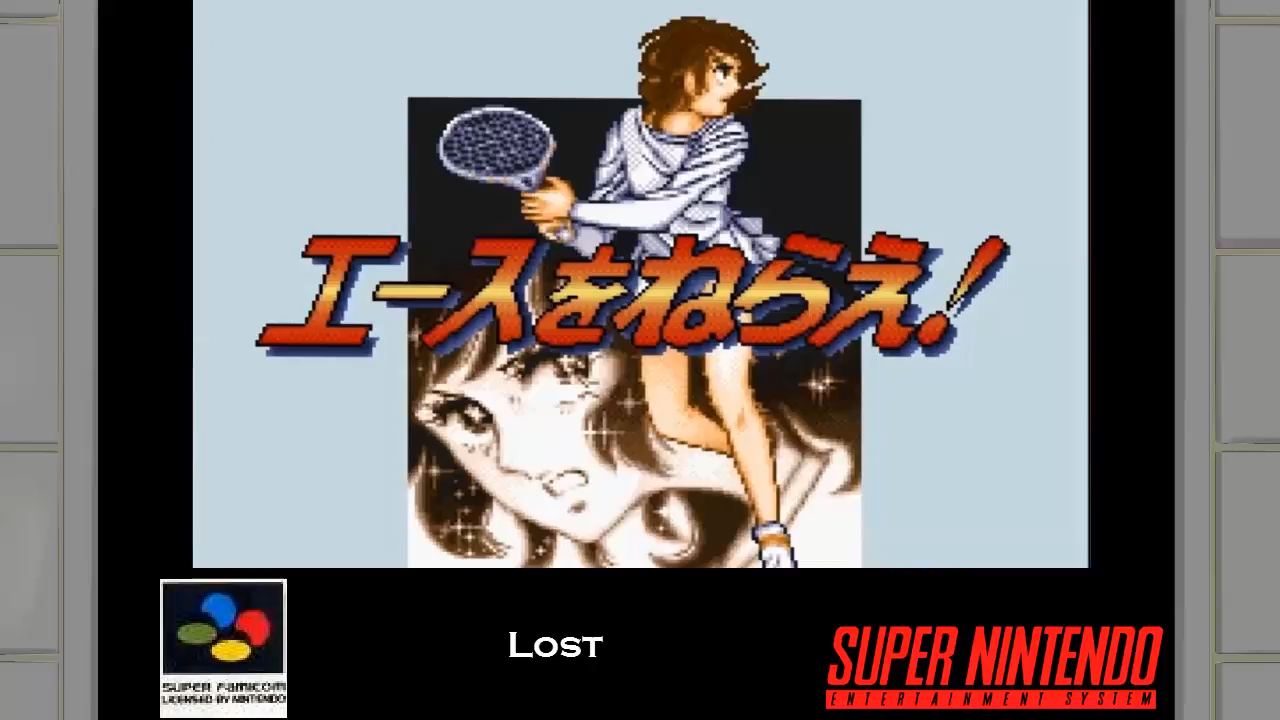 エースをねらえ!
SUPER FAMICOM
LICENSED BY NINTENDO
LOST
SUPER NINTENDO
ENTERTAINMENT SYSTEM